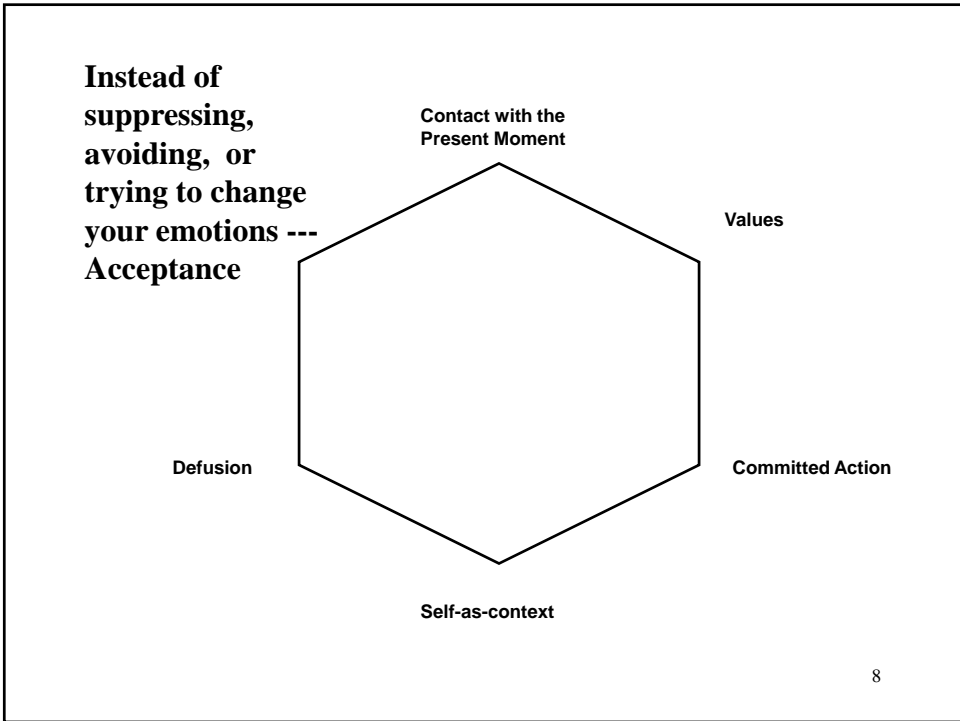 Instead of
suppressing,
avoiding, or
trying to change
your emotions ---
Acceptance
Contact with the
Present Moment
Values
Defusion
Committed Action
Self-as-context
8